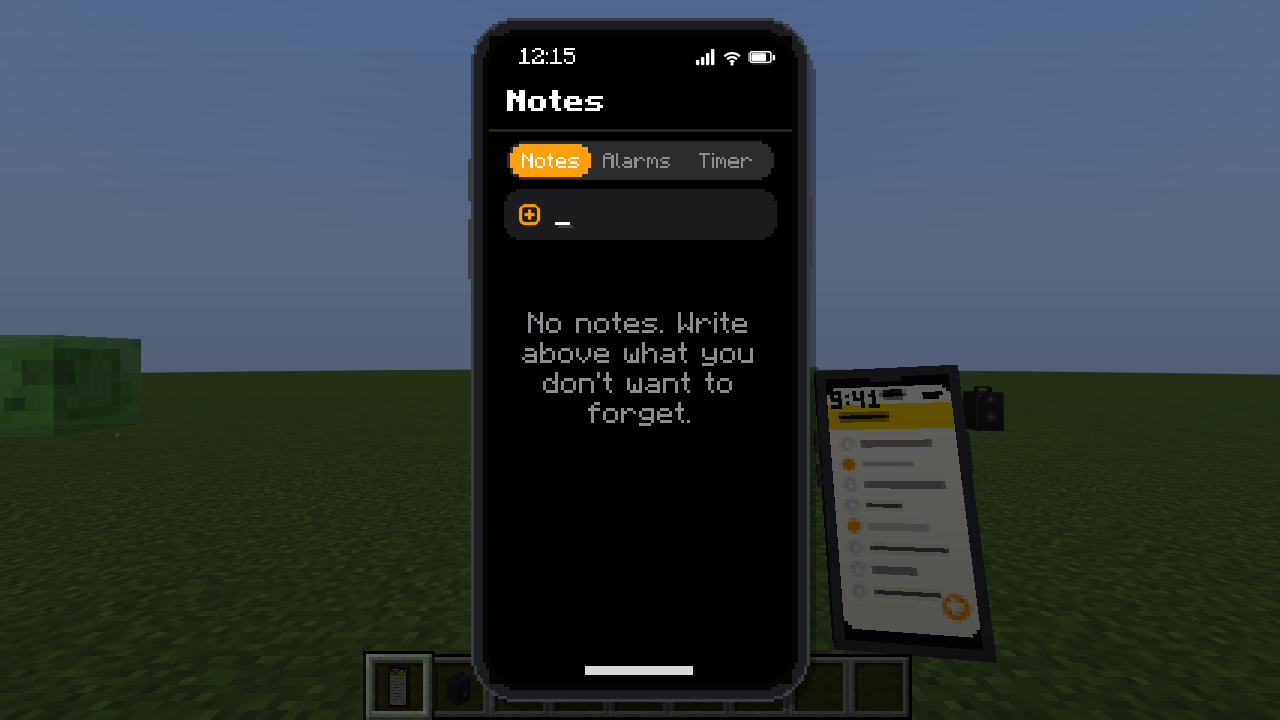 12:15
Notes
Notes Alarms Timer
_
No notes. Write
above what you
don't want to
forget.
9:41